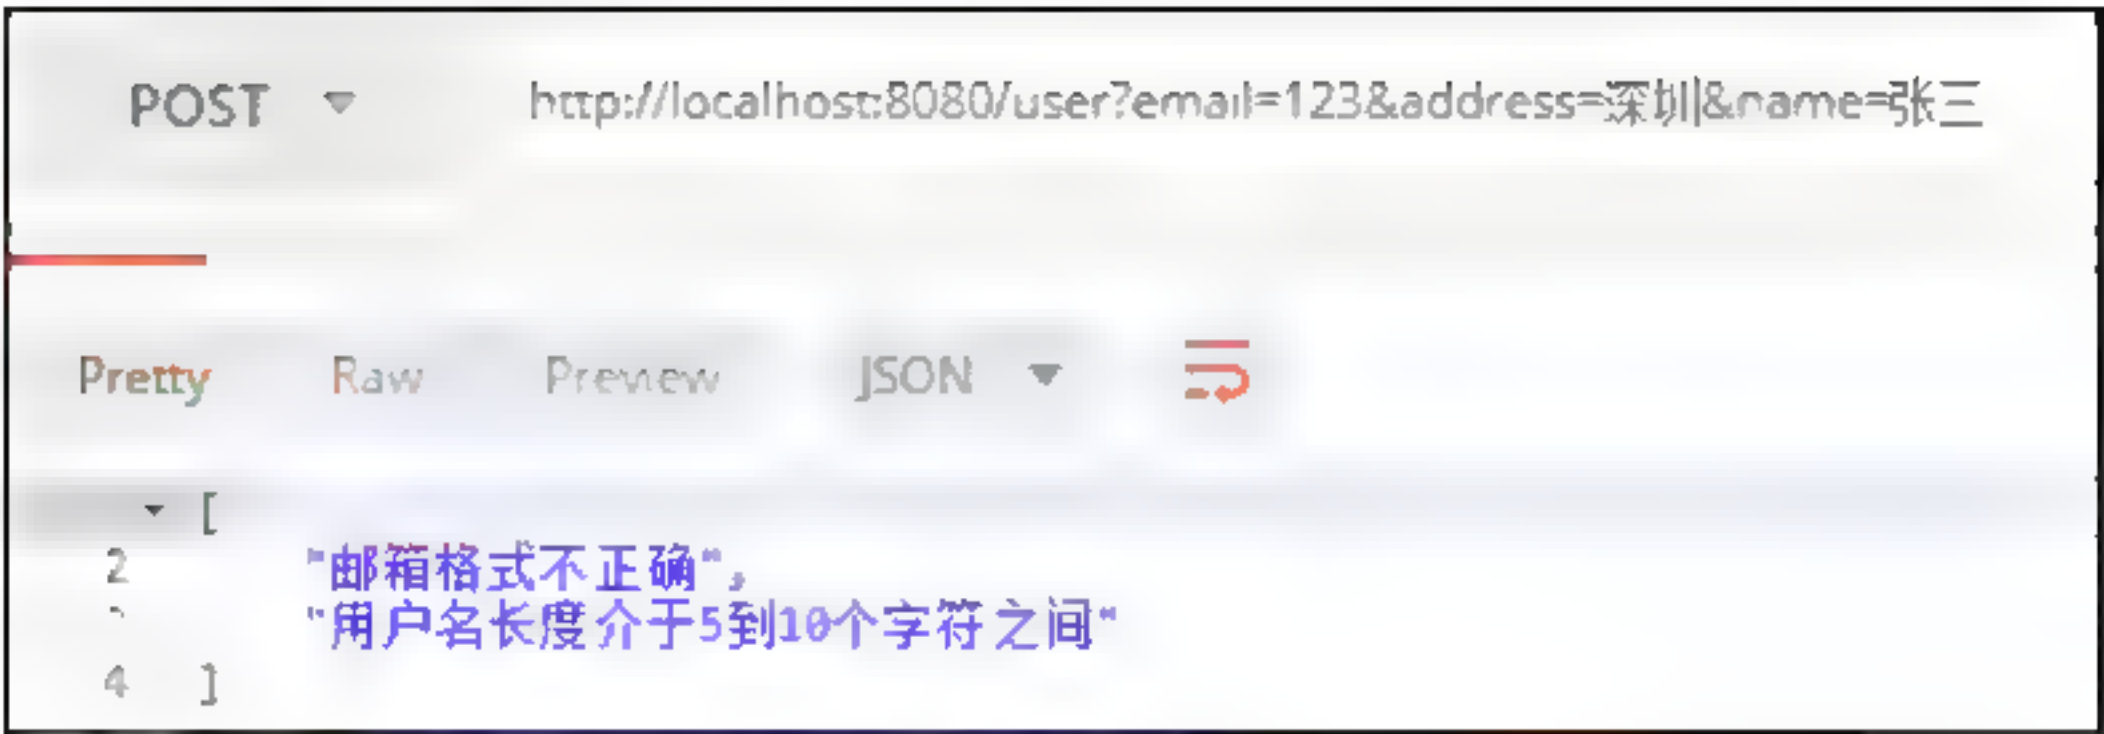 POST http://localhost:8080/user?email=123&address=深圳&name=张三
Pretty Raw Preview JSON
[
2 "邮箱格式不正确",
"用户名长度介于5到10个字符之间"
4 ]